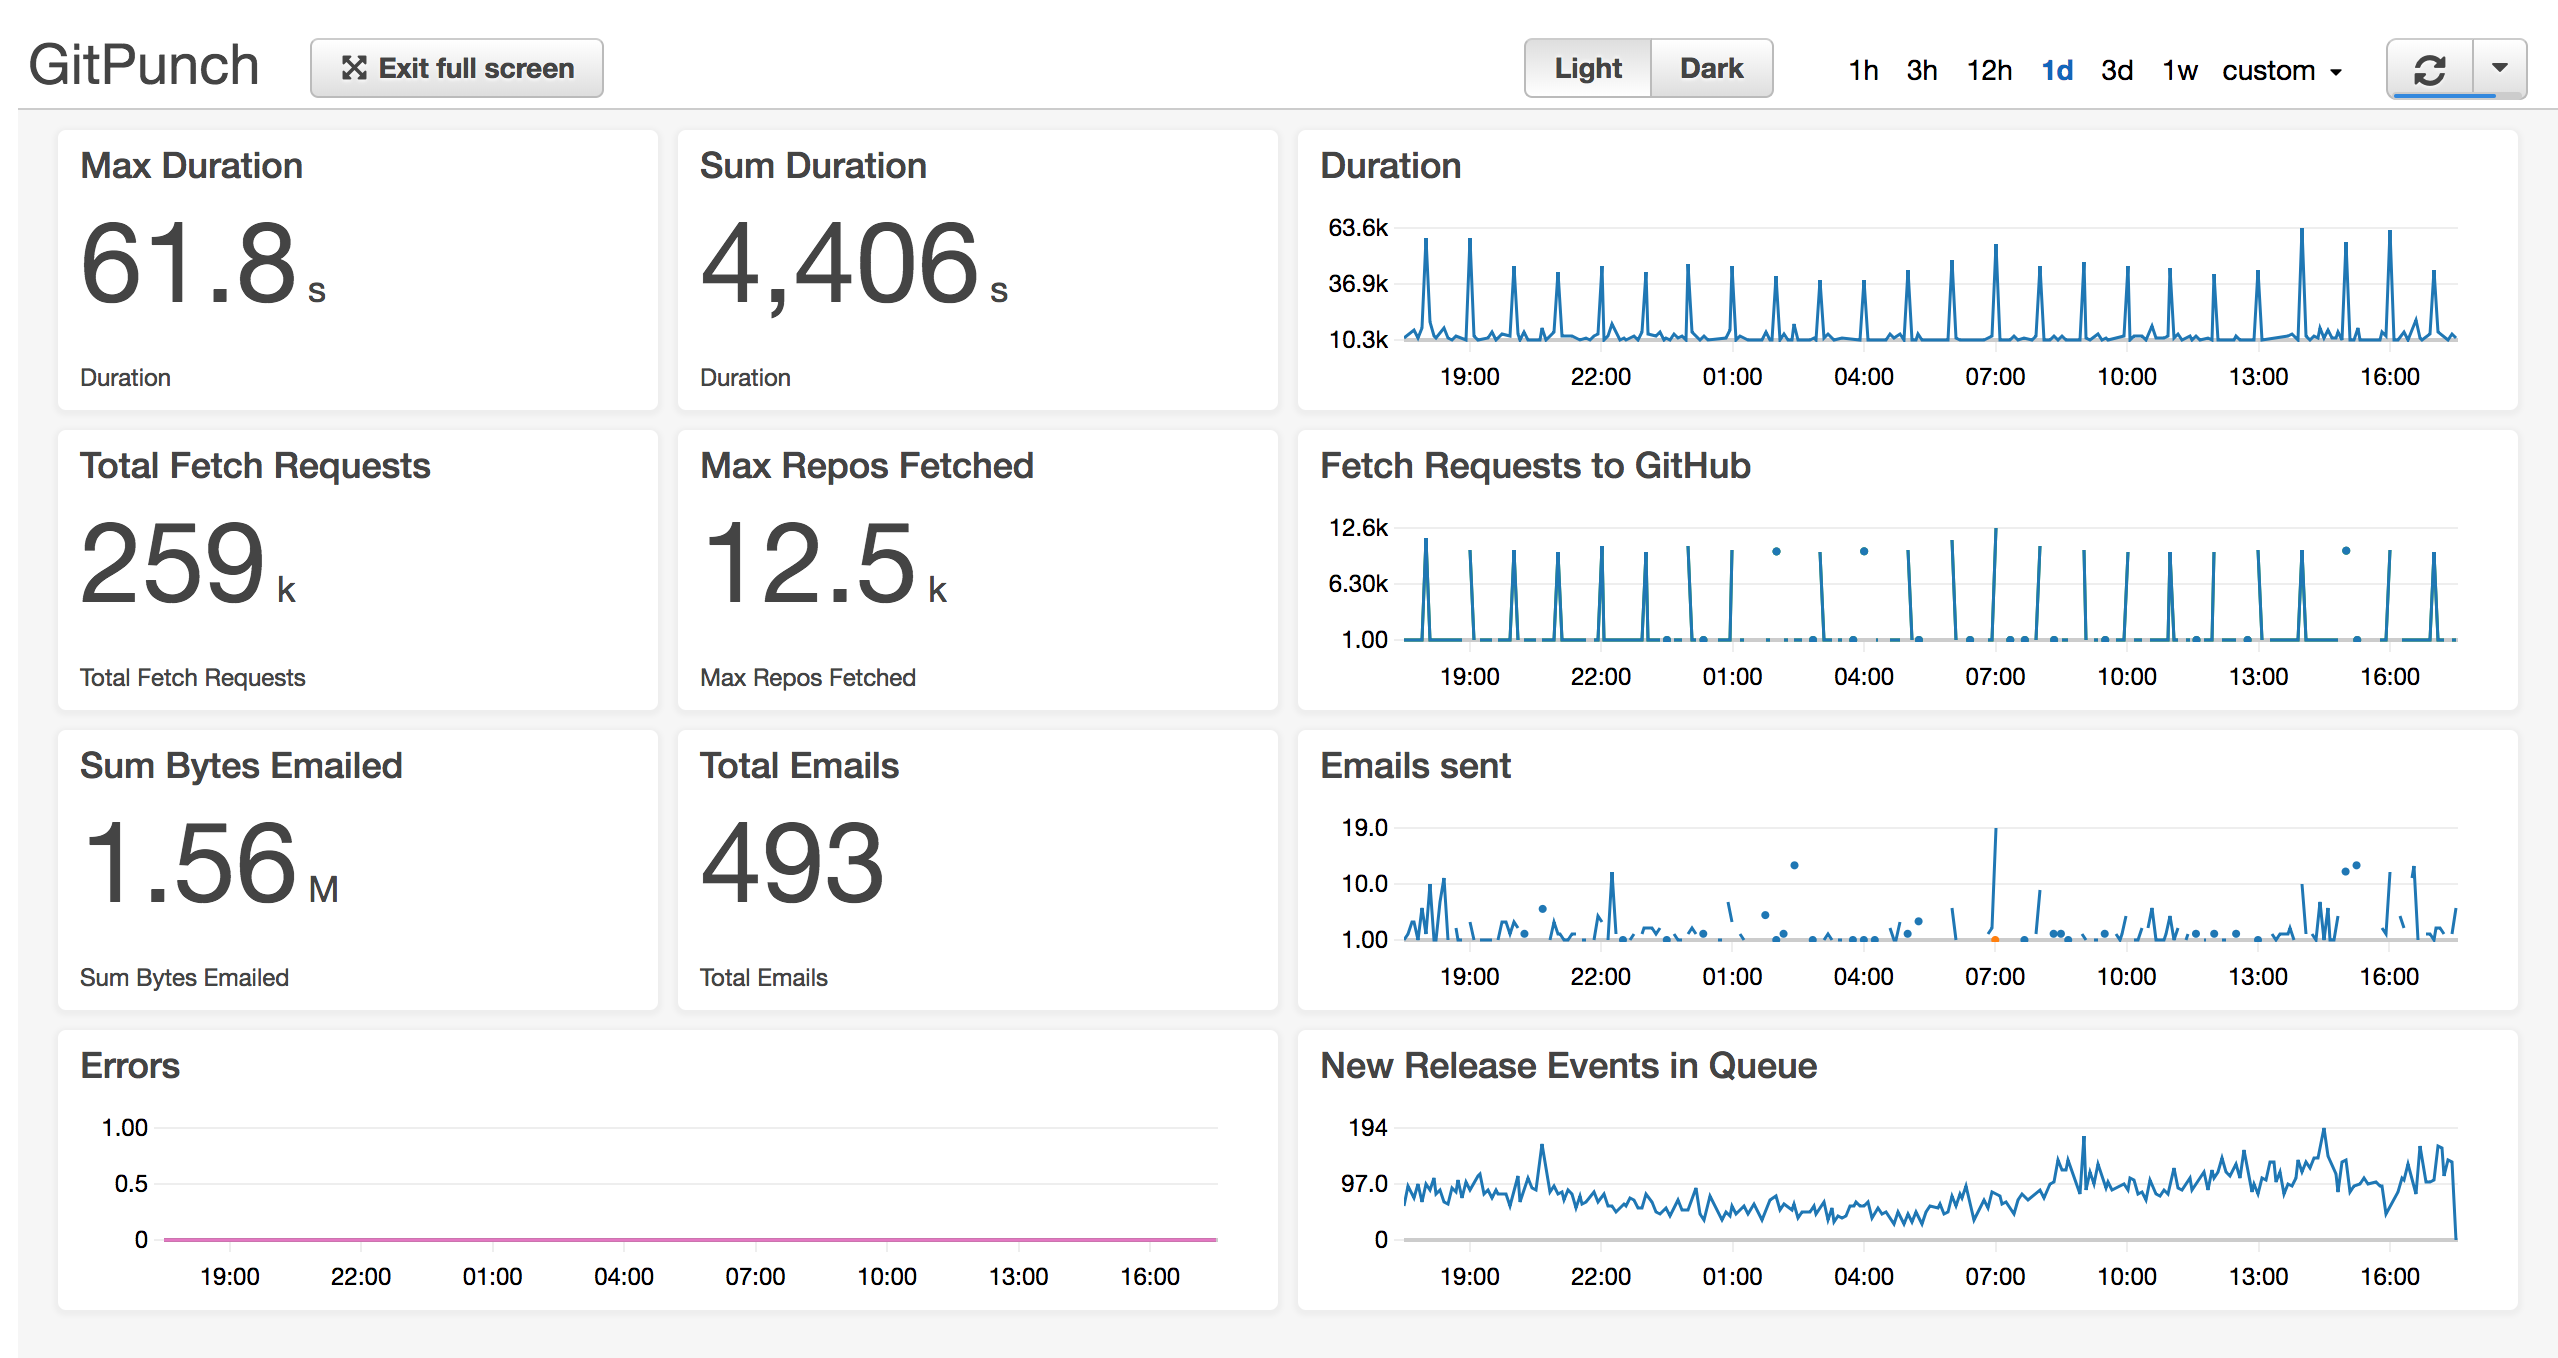 GitPunch
Exit full screen
Light Dark
1h 3h 12h 1d 3d 1w custom
Max Duration
61.8 s
Duration
Sum Duration
4,406 s
Duration
Duration
63.6k
36.9k
10.3k
19:00 22:00 01:00 04:00 07:00 10:00 13:00 16:00
Total Fetch Requests
259 k
Total Fetch Requests
Max Repos Fetched
12.5 k
Max Repos Fetched
Fetch Requests to GitHub
12.6k
6.30k
1.00
19:00 22:00 01:00 04:00 07:00 10:00 13:00 16:00
Sum Bytes Emailed
1.56 M
Sum Bytes Emailed
Total Emails
493
Total Emails
Emails sent
19.0
10.0
1.00
19:00 22:00 01:00 04:00 07:00 10:00 13:00 16:00
Errors
1.00
0.5
0
19:00 22:00 01:00 04:00 07:00 10:00 13:00 16:00
New Release Events in Queue
194
97.0
0
19:00 22:00 01:00 04:00 07:00 10:00 13:00 16:00